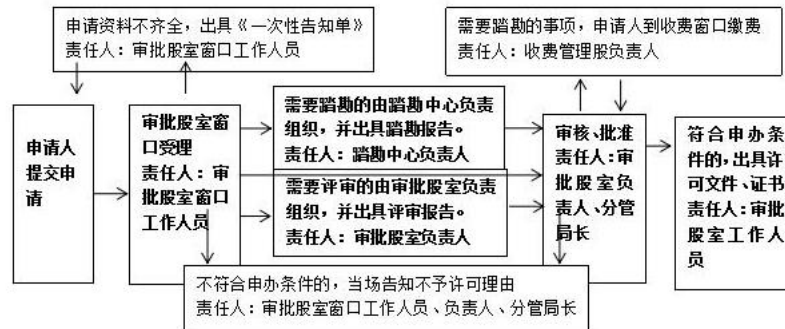 申请资料不齐全，出具《一次性告知单》
责任人：审批股室窗口工作人员
需要踏勘的事项，申请人到收费窗口缴费
责任人：收费管理股负责人
申请人
提交申
请
审批股室窗
口受理
责任人：审
批股室窗口
工作人员
需要踏勘的由踏勘中心负责
组织，并出具踏勘报告。
责任人：踏勘中心负责人
需要评审的由审批股室负责
组织，并出具评审报告。
责任人：审批股室负责人
审核、批准
责任人：审
批股室负
责人、分管
局长
符合申办条
件的，出具许
可文件、证书
责任人：审批
股室工作人
员
不符合申办条件的，当场告知不予许可理由
责任人：审批股室窗口工作人员、负责人、分管局长